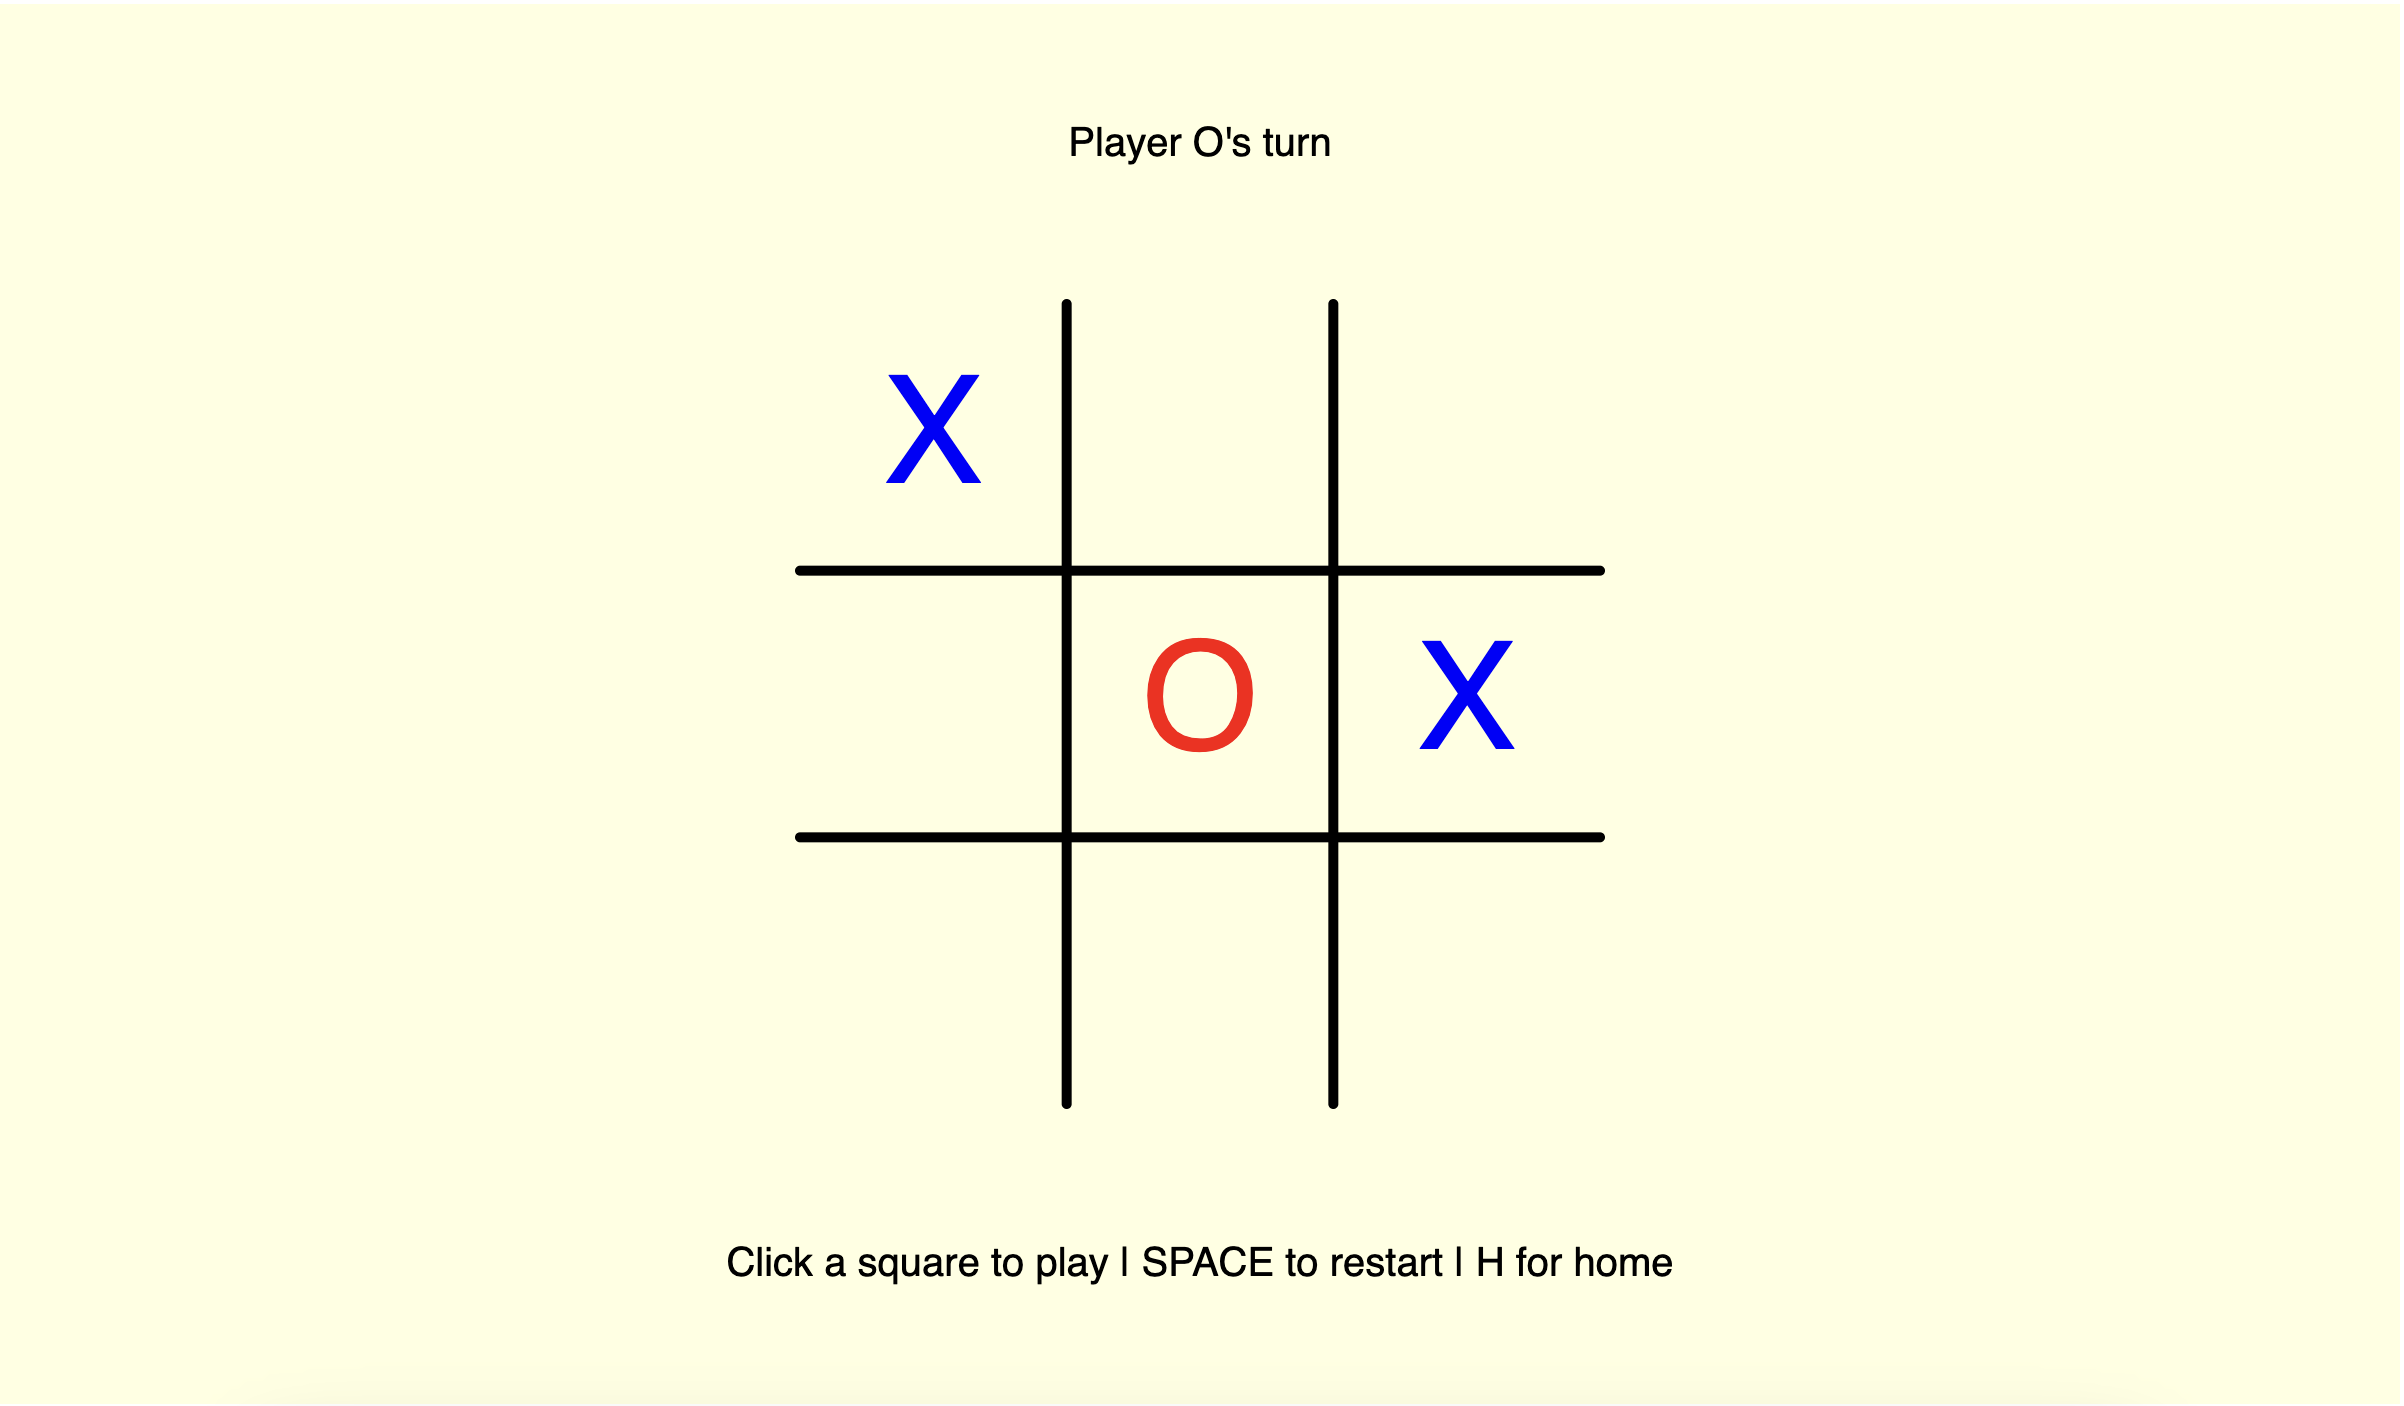 Player O's turn
X
O X
Click a square to play | SPACE to restart | H for home